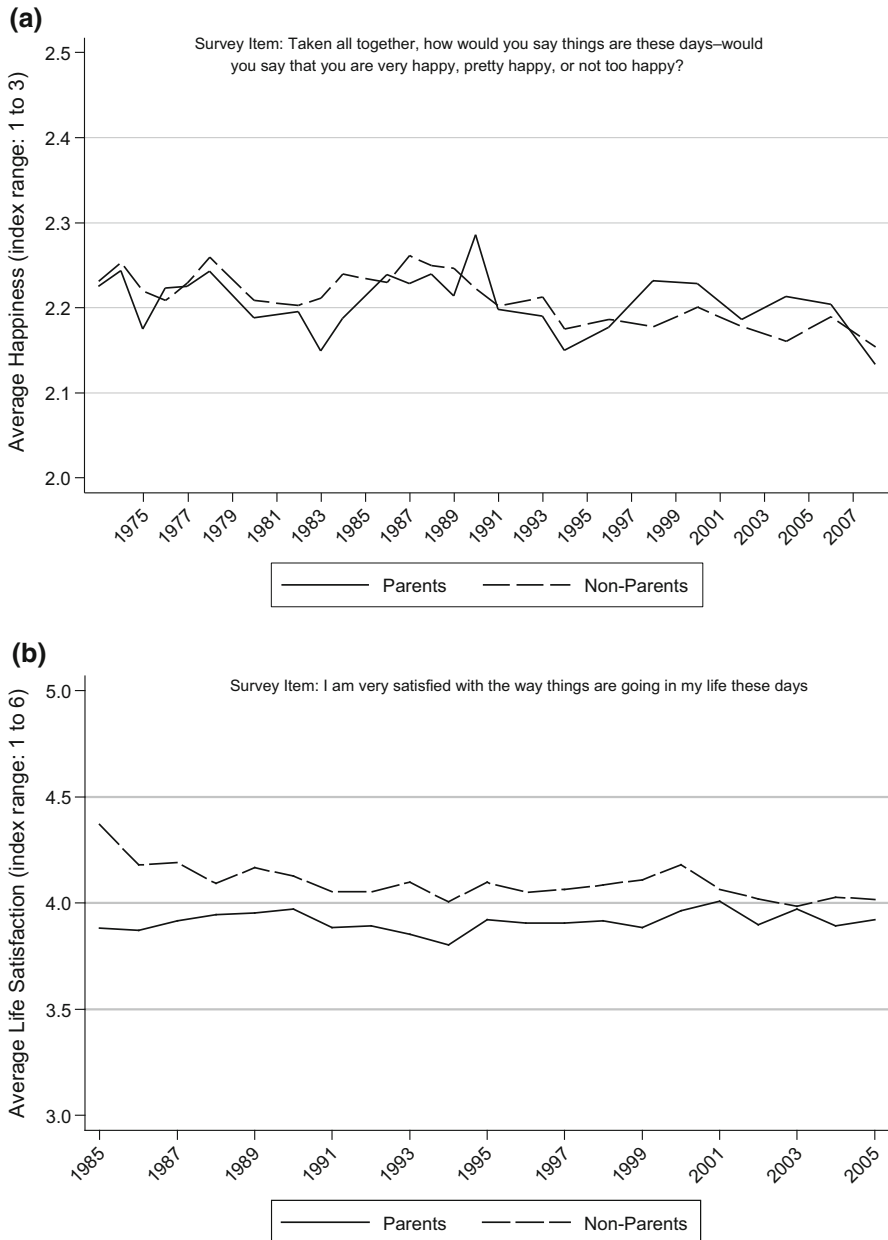 (a)
Survey Item: Taken all together, how would you say things are these days–would
you say that you are very happy, pretty happy, or not too happy?
Average Happiness (index range: 1 to 3)
2.5
2.4
2.3
2.2
2.1
2.0
1975 1977 1979 1981 1983 1985 1987 1989 1991 1993 1995 1997 1999 2001 2003 2005 2007
Parents Non-Parents
(b)
Survey Item: I am very satisfied with the way things are going in my life these days
Average Life Satisfaction (index range: 1 to 6)
5.0
4.5
4.0
3.5
3.0
1985 1987 1989 1991 1993 1995 1997 1999 2001 2003 2005
Parents Non-Parents